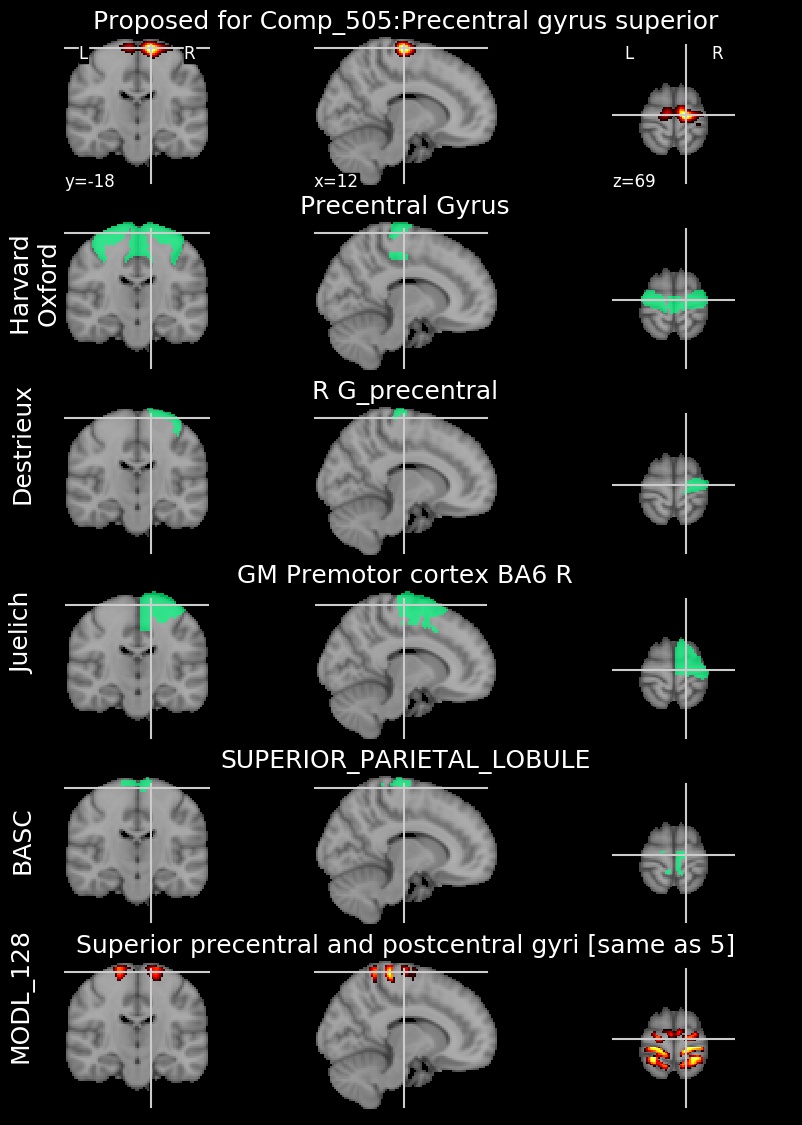 Proposed for Comp_505:Precentral gyrus superior
L R
L R
y=-18
x=12
z=69
Precentral Gyrus
Harvard
Oxford
R G_precentral
Destrieux
GM Premotor cortex BA6 R
Juelich
SUPERIOR_PARIETAL_LOBULE
BASC
Superior precentral and postcentral gyri [same as 5]
MODL_128